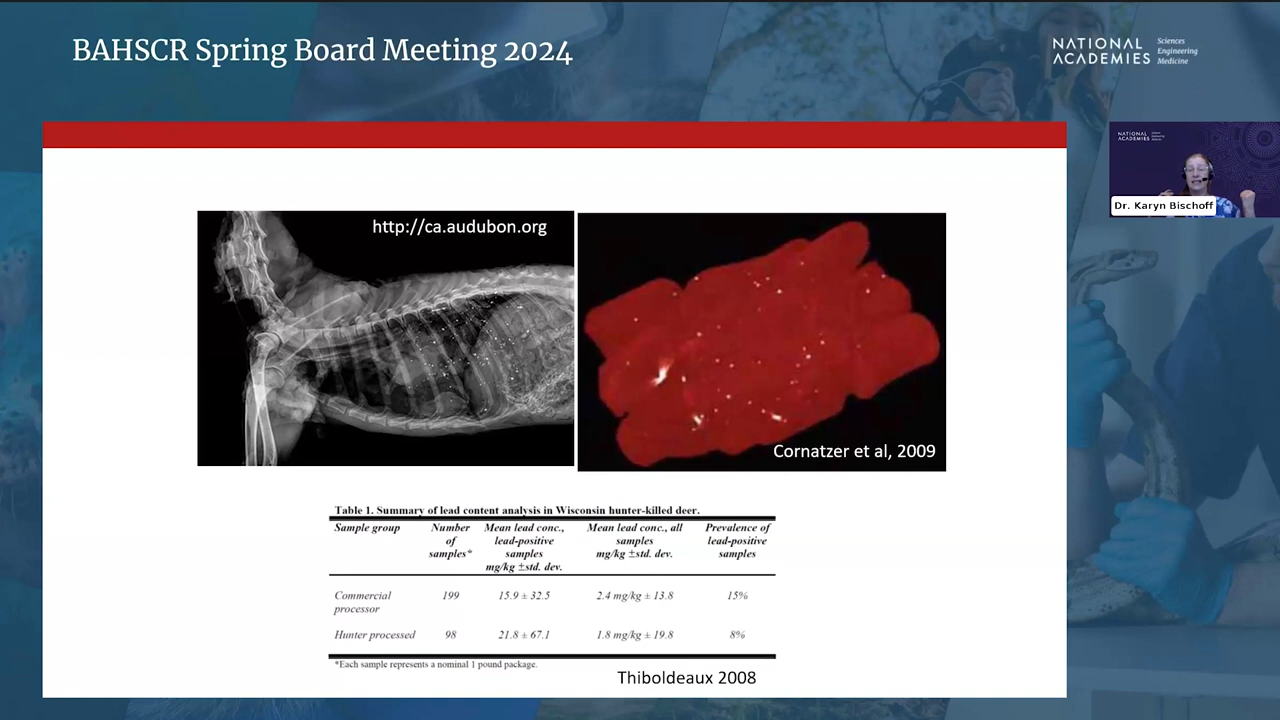 BAHSCR Spring Board Meeting 2024
NATIONAL
ACADEMIES
Sciences
Engineering
Medicine
NATIONAL
ACADEMIES
Dr. Karyn Bischoff
http://ca.audubon.org
Cornatzer et al, 2009
Table 1. Summary of lead content analysis in Wisconsin hunter-killed deer.
Sample group Number of samples* Mean lead conc., lead-positive samples mg/kg ±std. dev. Mean lead conc., all samples mg/kg ±std. dev. Prevalence of lead-positive samples
Commercial processor 199 15.9 ± 32.5 2.4 mg/kg ± 13.8 15%
Hunter processed 98 21.8 ± 67.1 1.8 mg/kg ± 19.8 8%
*Each sample represents a nominal 1 pound package.
Thiboldeaux 2008